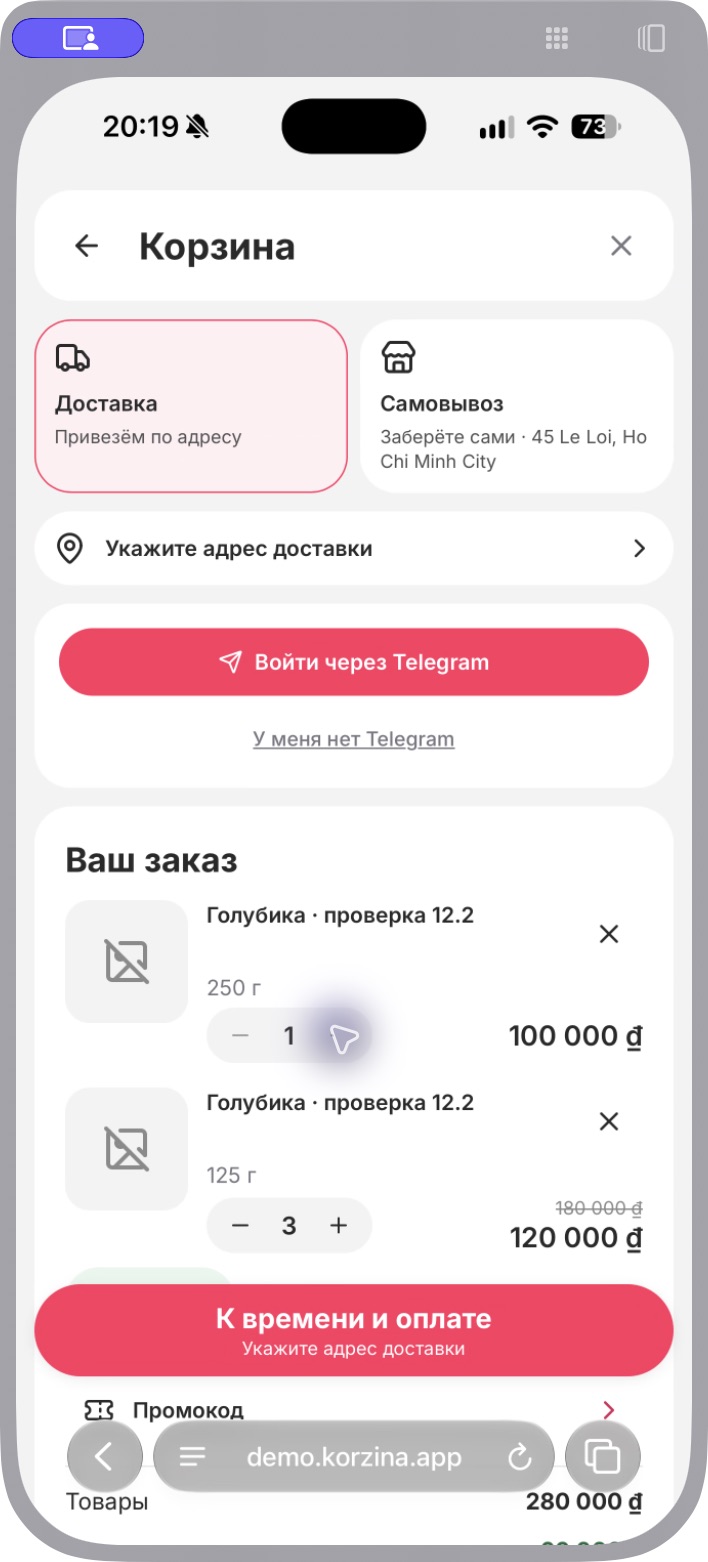 20:19
73
Корзина
Доставка
Привезём по адресу
Самовывоз
Заберёте сами · 45 Le Loi, Ho
Chi Minh City
Укажите адрес доставки
Войти через Telegram
У меня нет Telegram
Ваш заказ
Голубика · проверка 12.2
250 г
1
100 000 ₫
Голубика · проверка 12.2
125 г
180 000 ₫
3
120 000 ₫
К времени и оплате
Укажите адрес доставки
Промокод
demo.korzina.app
Товары
280 000 ₫